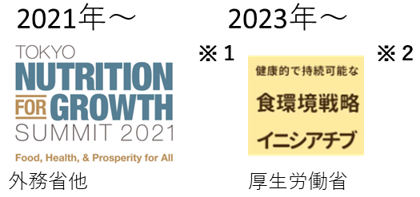 2021年~
TOKYO
NUTRITION
FOR GROWTH
SUMMIT 2021
Food, Health, & Prosperity for All
外務省他
※1
2023年~
健康的で持続可能な
食環境戦略
イニシアチブ
厚生労働省
※2